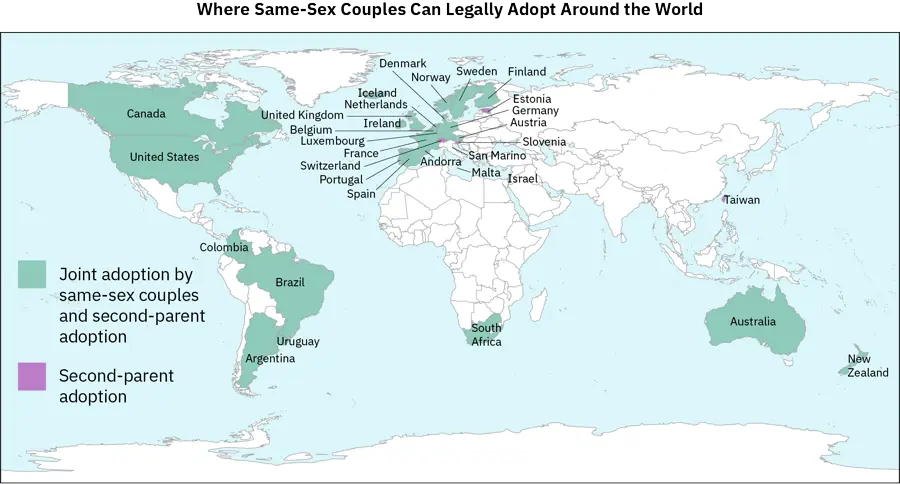 Where Same-Sex Couples Can Legally Adopt Around the World
Denmark
Norway
Sweden
Finland
Iceland
Netherlands
United Kingdom
Ireland
Belgium
Luxembourg
France
Switzerland
Portugal
Spain
Estonia
Germany
Austria
Slovenia
San Marino
Andorra
Malta
Israel
Canada
United States
Taiwan
Colombia
Brazil
Uruguay
Argentina
South
Africa
Australia
New
Zealand
Joint adoption by
same-sex couples
and second-parent
adoption
Second-parent
adoption